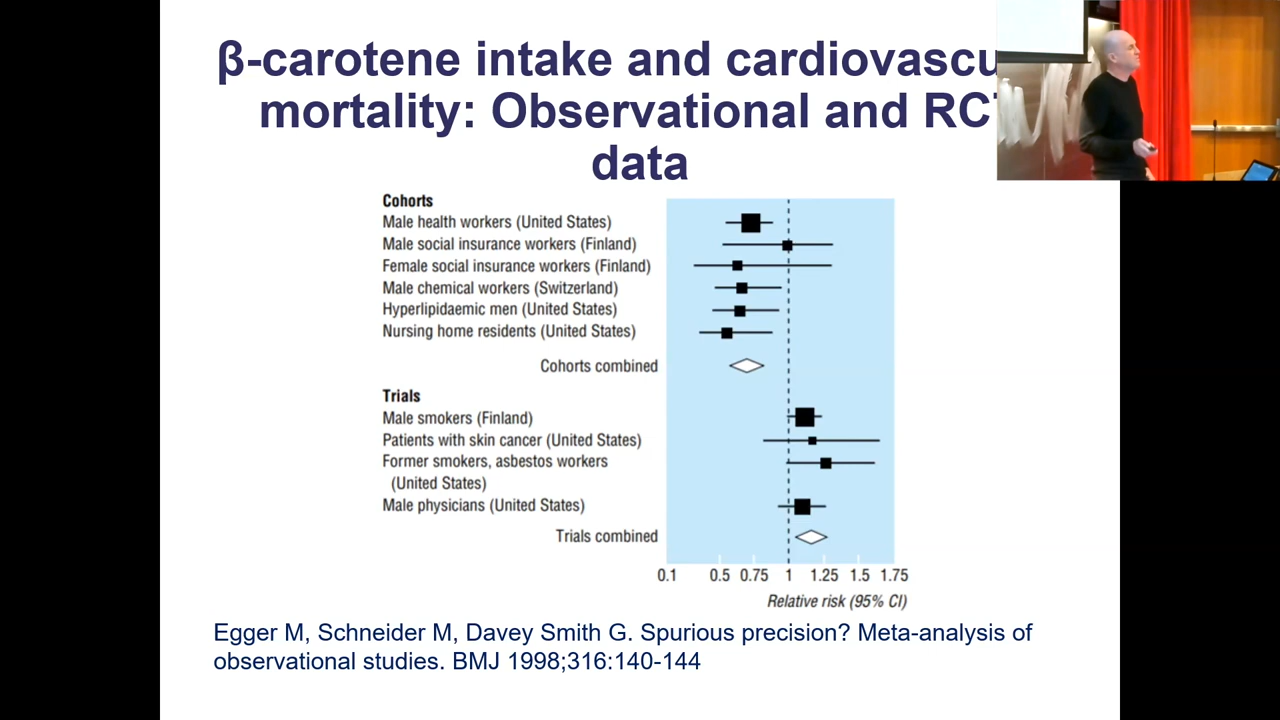 β-carotene intake and cardiovascu
mortality: Observational and RC
data
Cohorts
Male health workers (United States)
Male social insurance workers (Finland)
Female social insurance workers (Finland)
Male chemical workers (Switzerland)
Hyperlipidaemic men (United States)
Nursing home residents (United States)
Cohorts combined
Trials
Male smokers (Finland)
Patients with skin cancer (United States)
Former smokers, asbestos workers
(United States)
Male physicians (United States)
Trials combined
0.1 0.5 0.75 1 1.25 1.5 1.75
Relative risk (95% CI)
Egger M, Schneider M, Davey Smith G. Spurious precision? Meta-analysis of
observational studies. BMJ 1998;316:140-144